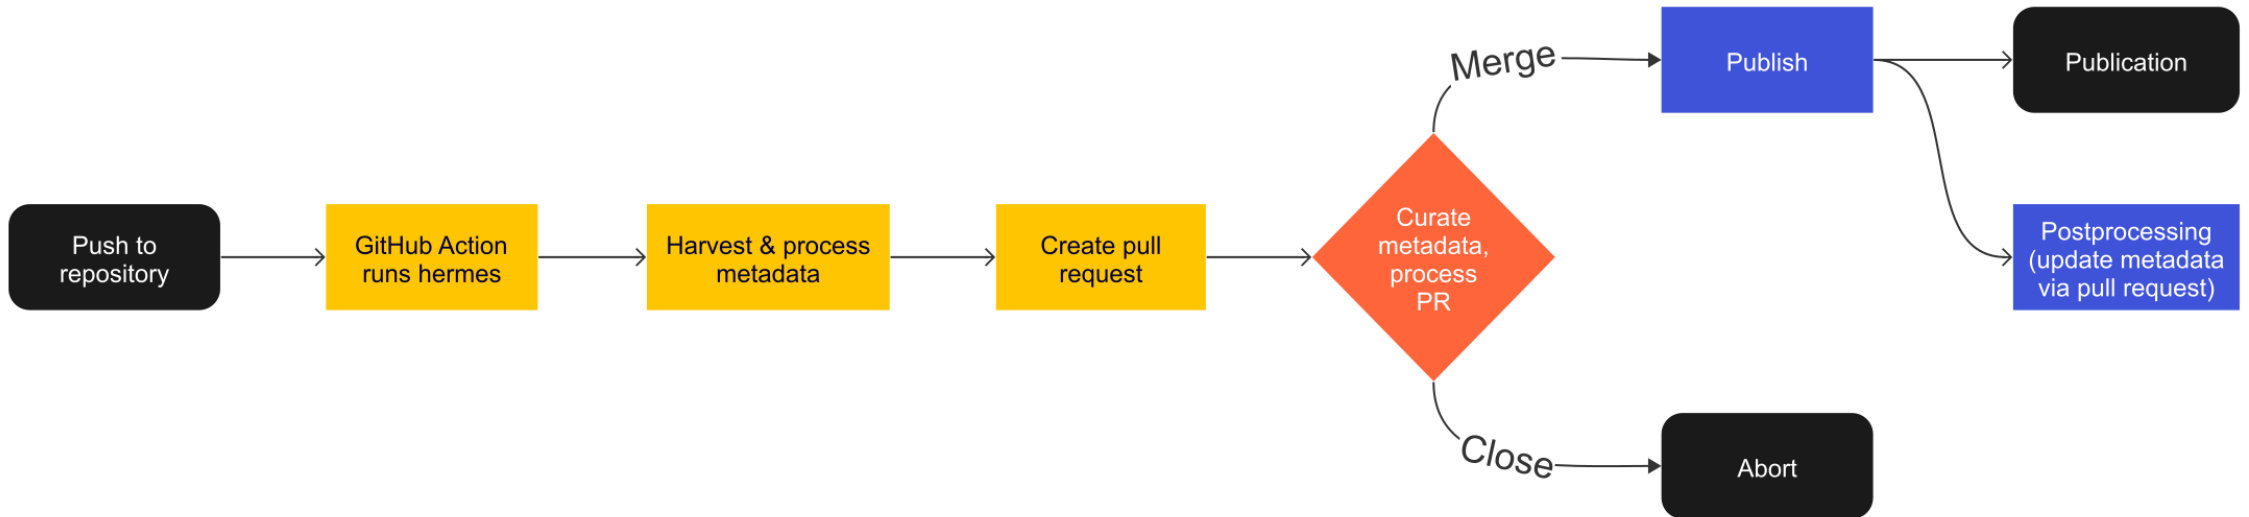 Push to
repository
GitHub Action
runs hermes
Harvest & process
metadata
Create pull
request
Curate
metadata,
process
PR
Merge
Publish
Publication
Postprocessing
(update metadata
via pull request)
Close
Abort